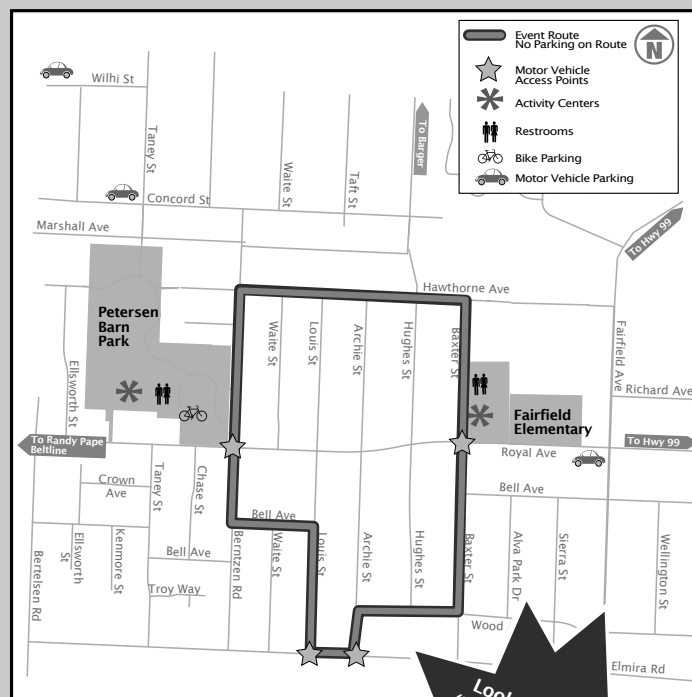 Event Route
No Parking on Route
N
Motor Vehicle
Access Points
Activity Centers
Restrooms
Bike Parking
Motor Vehicle Parking
Wilhi St
Taney St
Waite St
Taft St
To Barger
Concord St
Marshall Ave
To Hwy 99
Hawthorne Ave
Petersen
Barn
Park
Waite St
Louis St
Archie St
Hughes St
Baxter St
Fairfield Ave
Ellsworth St
Richard Ave
Fairfield
Elementary
To Randy Pape
Beltline
To Hwy 99
Royal Ave
Crown
Ave
Taney St
Chase St
Bell Ave
Bell Ave
Bertelsen Rd
Ellsworth
St
Kenmore St
Bell Ave
Troy Way
Berntzen Rd
Waite St
Louis St
Archie St
Hughes St
Baxter St
Alva Park Dr
Sierra St
Wellington St
Wood
Elmira Rd